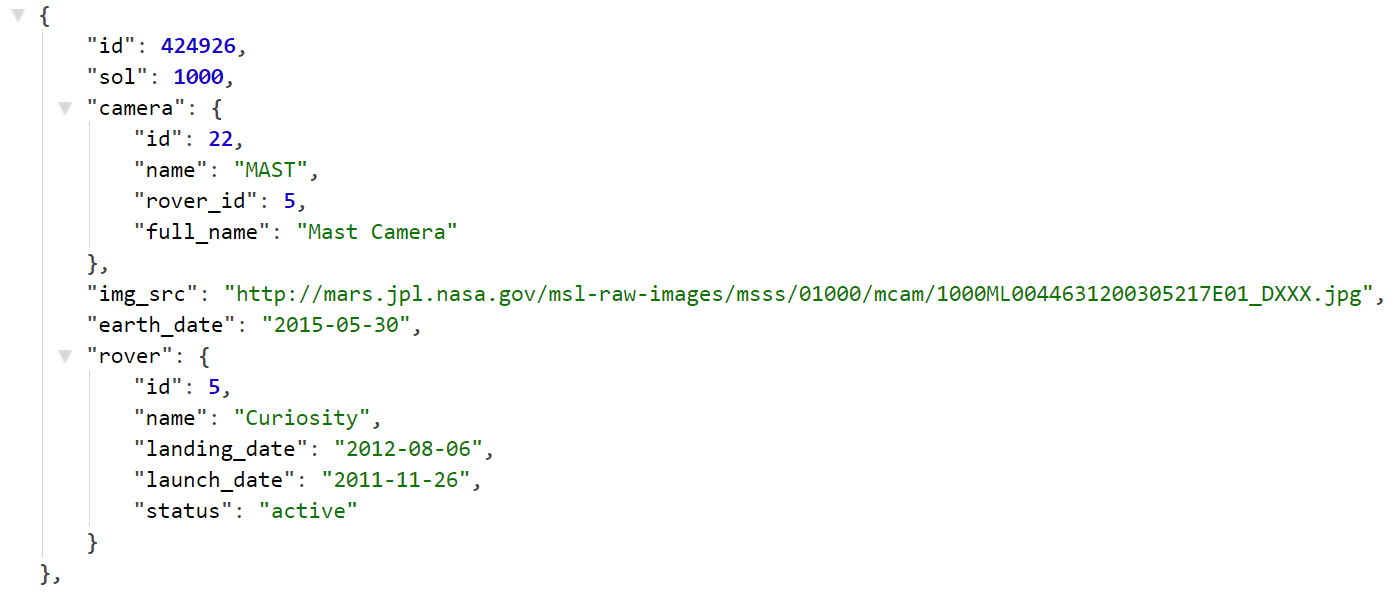 {
"id": 424926,
"sol": 1000,
"camera": {
"id": 22,
"name": "MAST",
"rover_id": 5,
"full_name": "Mast Camera"
},
"img_src": "http://mars.jpl.nasa.gov/msl-raw-images/msss/01000/mcam/1000ML0044631200305217E01_DXXX.jpg",
"earth_date": "2015-05-30",
"rover": {
"id": 5,
"name": "Curiosity",
"landing_date": "2012-08-06",
"launch_date": "2011-11-26",
"status": "active"
}
},